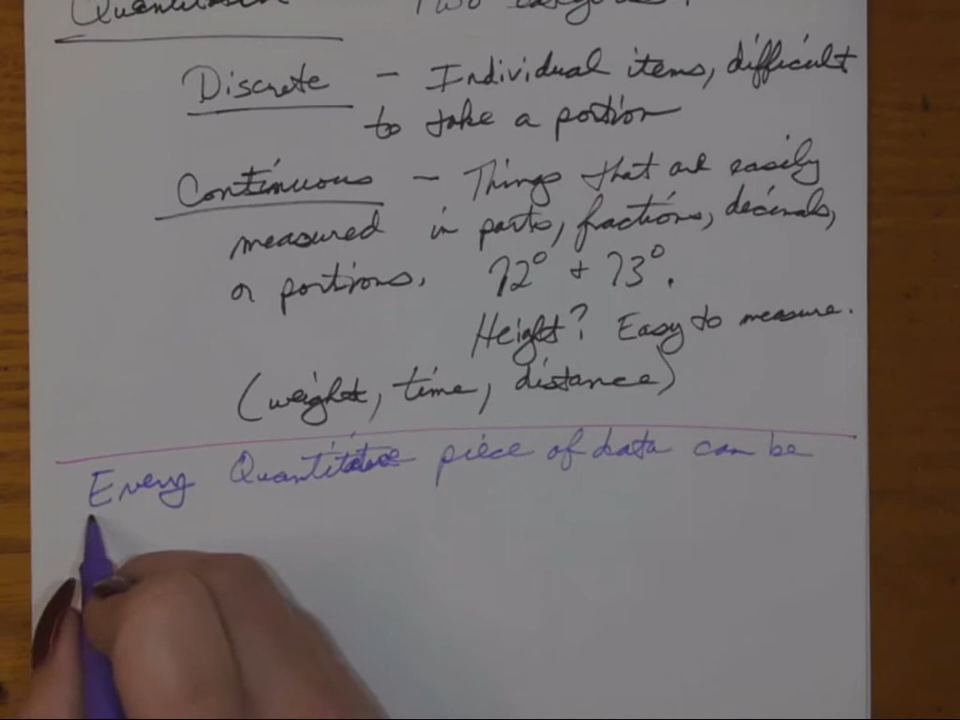 Two
Discrete - Individual items, difficult
to take a portion
Continuous - Things that are easily
measured in parts, fractions, decimals,
or portions. 72° + 73°.
Height? Easy to measure.
(weight, time, distance)
Every Quantitative piece of data can be